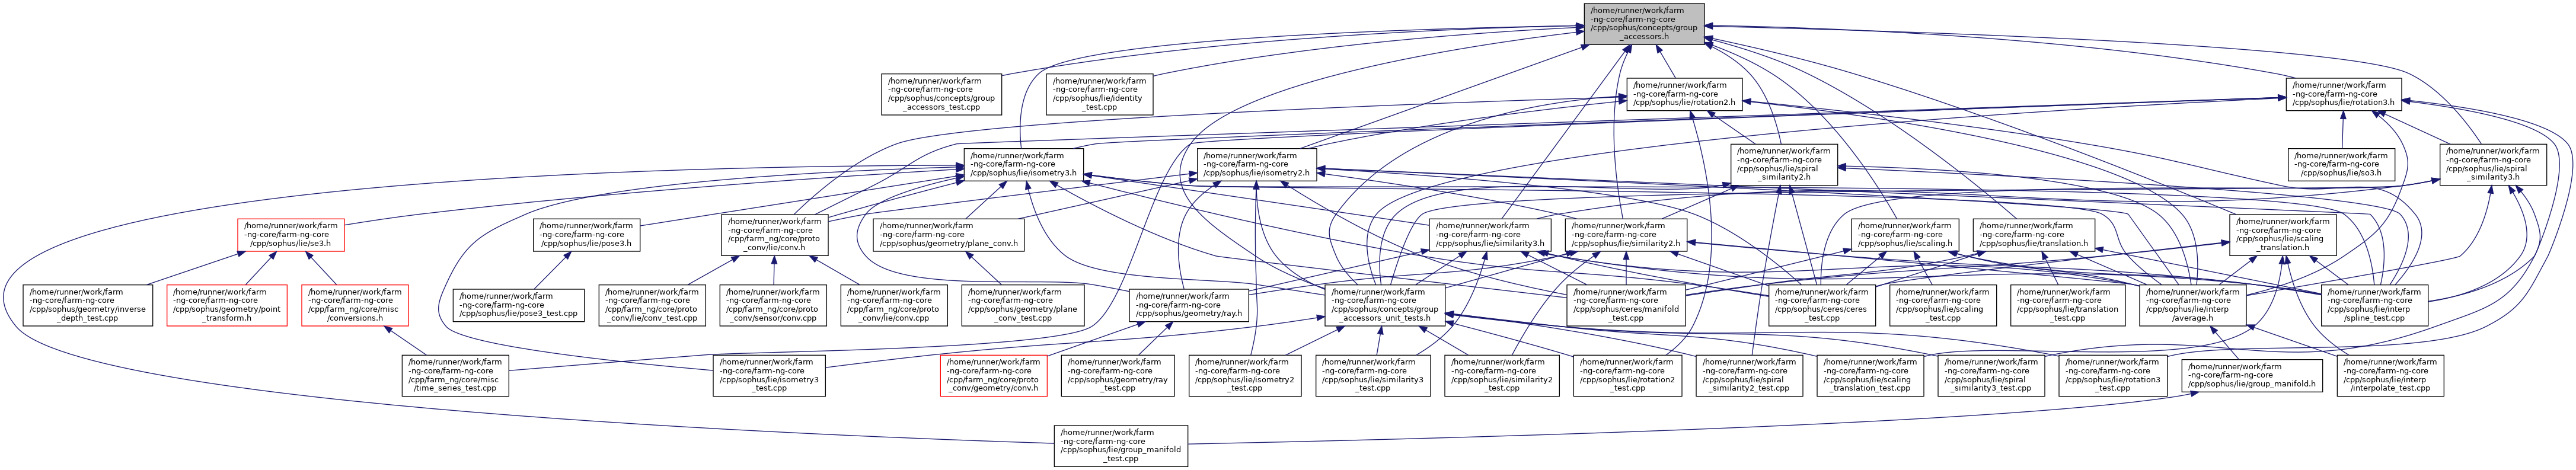 /home/runner/work/farm
-ng-core/farm-ng-core
/cpp/sophus/concepts/group
_accessors.h
/home/runner/work/farm
-ng-core/farm-ng-core
/cpp/sophus/concepts/group
_accessors_test.cpp
/home/runner/work/farm
-ng-core/farm-ng-core
/cpp/sophus/lie/identity
_test.cpp
/home/runner/work/farm
-ng-core/farm-ng-core
/cpp/sophus/lie/rotation2.h
/home/runner/work/farm
-ng-core/farm-ng-core
/cpp/sophus/lie/rotation3.h
/home/runner/work/farm
-ng-core/farm-ng-core
/cpp/sophus/lie/isometry3.h
/home/runner/work/farm
-ng-core/farm-ng-core
/cpp/sophus/lie/isometry2.h
/home/runner/work/farm
-ng-core/farm-ng-core
/cpp/sophus/lie/spiral
_similarity2.h
/home/runner/work/farm
-ng-core/farm-ng-core
/cpp/sophus/lie/so3.h
/home/runner/work/farm
-ng-core/farm-ng-core
/cpp/sophus/lie/spiral
_similarity3.h
/home/runner/work/farm
-ng-core/farm-ng-core
/cpp/sophus/lie/se3.h
/home/runner/work/farm
-ng-core/farm-ng-core
/cpp/sophus/lie/pose3.h
/home/runner/work/farm
-ng-core/farm-ng-core
/cpp/farm_ng/core/proto
_conv/lie/conv.h
/home/runner/work/farm
-ng-core/farm-ng-core
/cpp/sophus/geometry/plane_conv.h
/home/runner/work/farm
-ng-core/farm-ng-core
/cpp/sophus/lie/similarity3.h
/home/runner/work/farm
-ng-core/farm-ng-core
/cpp/sophus/lie/similarity2.h
/home/runner/work/farm
-ng-core/farm-ng-core
/cpp/sophus/lie/scaling.h
/home/runner/work/farm
-ng-core/farm-ng-core
/cpp/sophus/lie/translation.h
/home/runner/work/farm
-ng-core/farm-ng-core
/cpp/sophus/lie/scaling
_translation.h
/home/runner/work/farm
-ng-core/farm-ng-core
/cpp/sophus/geometry/inverse
_depth_test.cpp
/home/runner/work/farm
-ng-core/farm-ng-core
/cpp/sophus/geometry/point
_transform.h
/home/runner/work/farm
-ng-core/farm-ng-core
/cpp/farm_ng/core/misc
/conversions.h
/home/runner/work/farm
-ng-core/farm-ng-core
/cpp/sophus/lie/pose3_test.cpp
/home/runner/work/farm
-ng-core/farm-ng-core
/cpp/farm_ng/core/proto
_conv/lie/conv_test.cpp
/home/runner/work/farm
-ng-core/farm-ng-core
/cpp/farm_ng/core/proto
_conv/sensor/conv.cpp
/home/runner/work/farm
-ng-core/farm-ng-core
/cpp/farm_ng/core/proto
_conv/lie/conv.cpp
/home/runner/work/farm
-ng-core/farm-ng-core
/cpp/sophus/geometry/plane
_conv_test.cpp
/home/runner/work/farm
-ng-core/farm-ng-core
/cpp/sophus/geometry/ray.h
/home/runner/work/farm
-ng-core/farm-ng-core
/cpp/sophus/concepts/group
_accessors_unit_tests.h
/home/runner/work/farm
-ng-core/farm-ng-core
/cpp/sophus/ceres/manifold
_test.cpp
/home/runner/work/farm
-ng-core/farm-ng-core
/cpp/sophus/ceres/ceres
_test.cpp
/home/runner/work/farm
-ng-core/farm-ng-core
/cpp/sophus/lie/scaling
_test.cpp
/home/runner/work/farm
-ng-core/farm-ng-core
/cpp/sophus/lie/translation
_test.cpp
/home/runner/work/farm
-ng-core/farm-ng-core
/cpp/sophus/lie/interp
/average.h
/home/runner/work/farm
-ng-core/farm-ng-core
/cpp/sophus/lie/interp
/spline_test.cpp
/home/runner/work/farm
-ng-core/farm-ng-core
/cpp/farm_ng/core/misc
/time_series_test.cpp
/home/runner/work/farm
-ng-core/farm-ng-core
/cpp/sophus/lie/isometry3
_test.cpp
/home/runner/work/farm
-ng-core/farm-ng-core
/cpp/farm_ng/core/proto
_conv/geometry/conv.h
/home/runner/work/farm
-ng-core/farm-ng-core
/cpp/sophus/geometry/ray
_test.cpp
/home/runner/work/farm
-ng-core/farm-ng-core
/cpp/sophus/lie/isometry2
_test.cpp
/home/runner/work/farm
-ng-core/farm-ng-core
/cpp/sophus/lie/similarity3
_test.cpp
/home/runner/work/farm
-ng-core/farm-ng-core
/cpp/sophus/lie/similarity2
_test.cpp
/home/runner/work/farm
-ng-core/farm-ng-core
/cpp/sophus/lie/rotation2
_test.cpp
/home/runner/work/farm
-ng-core/farm-ng-core
/cpp/sophus/lie/spiral
_similarity2_test.cpp
/home/runner/work/farm
-ng-core/farm-ng-core
/cpp/sophus/lie/scaling
_translation_test.cpp
/home/runner/work/farm
-ng-core/farm-ng-core
/cpp/sophus/lie/spiral
_similarity3_test.cpp
/home/runner/work/farm
-ng-core/farm-ng-core
/cpp/sophus/lie/rotation3
_test.cpp
/home/runner/work/farm
-ng-core/farm-ng-core
/cpp/sophus/lie/group_manifold.h
/home/runner/work/farm
-ng-core/farm-ng-core
/cpp/sophus/lie/interp
/interpolate_test.cpp
/home/runner/work/farm
-ng-core/farm-ng-core
/cpp/sophus/lie/group_manifold
_test.cpp